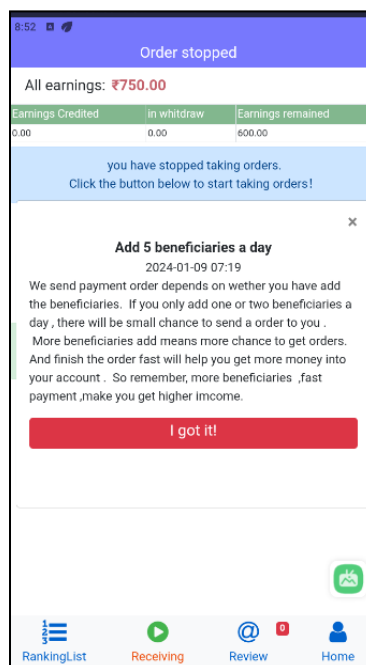 8:52
Order stopped
All earnings: ₹750.00
Earnings Credited in whitdraw Earnings remained
0.00 0.00 600.00
you have stopped taking orders.
Click the button below to start taking orders!
×
Add 5 beneficiaries a day
2024-01-09 07:19
We send payment order depends on wether you have add
the beneficiaries. If you only add one or two beneficiaries a
day , there will be small chance to send a order to you .
More beneficiaries add means more chance to get orders.
And finish the order fast will help you get more money into
your account . So remember, more beneficiaries ,fast
payment ,make you get higher imcome.
I got it!
0
RankingList Receiving Review Home